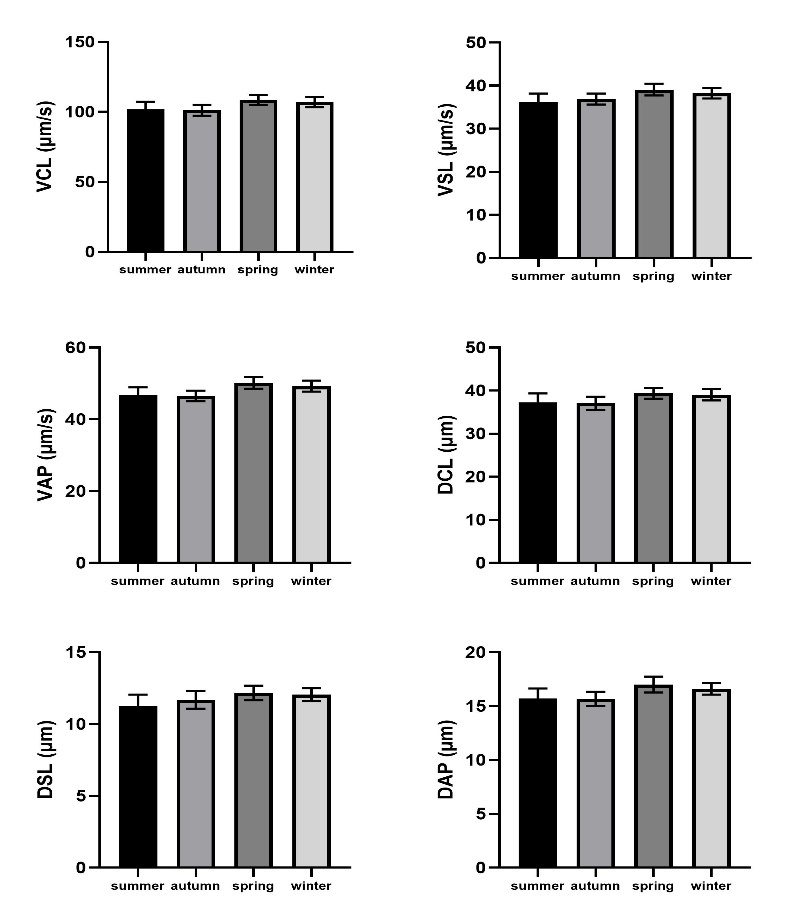 VCL (µm/s)
150
100
50
0
summer autumn spring winter
VSL (µm/s)
50
40
30
20
10
0
summer autumn spring winter
VAP (µm/s)
60
40
20
0
summer autumn spring winter
DCL (µm)
50
40
30
20
10
0
summer autumn spring winter
DSL (µm)
15
10
5
0
summer autumn spring winter
DAP (µm)
20
15
10
5
0
summer autumn spring winter